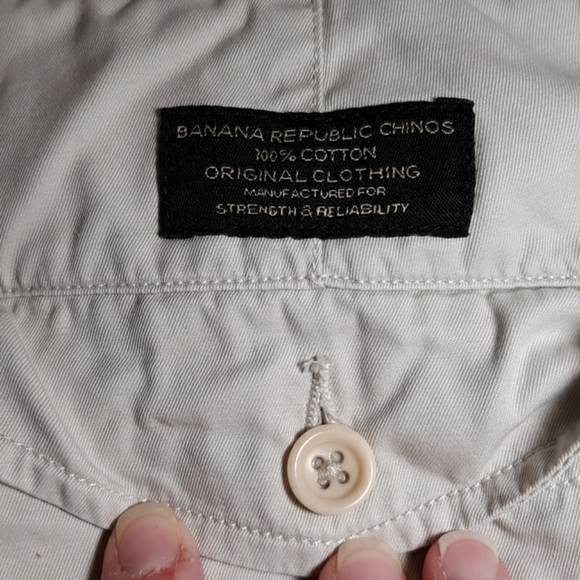 BANANA REPUBLIC CHINOS
100% COTTON
ORIGINAL CLOTHING
MANUFACTURED FOR
STRENGTH & RELIABILITY